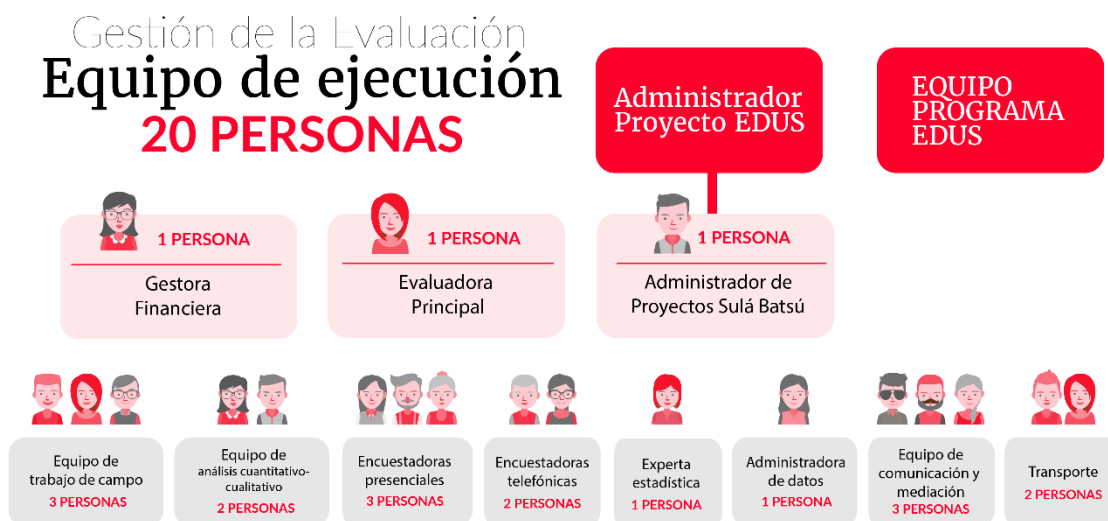 Gestión de la Evaluación
Equipo de ejecución
20 PERSONAS
Administrador
Proyecto EDUS
EQUIPO
PROGRAMA
EDUS
1 PERSONA
Gestora
Financiera
1 PERSONA
Evaluadora
Principal
1 PERSONA
Administrador de
Proyectos Sulá Batsú
Equipo de
trabajo de campo
3 PERSONAS
Equipo de
análisis cuantitativo-
cualitativo
2 PERSONAS
Encuestadoras
presenciales
3 PERSONAS
Encuestadoras
telefónicas
2 PERSONAS
Experta
estadística
1 PERSONA
Administradora
de datos
1 PERSONA
Equipo de
comunicación y
mediación
3 PERSONAS
Transporte
2 PERSONAS